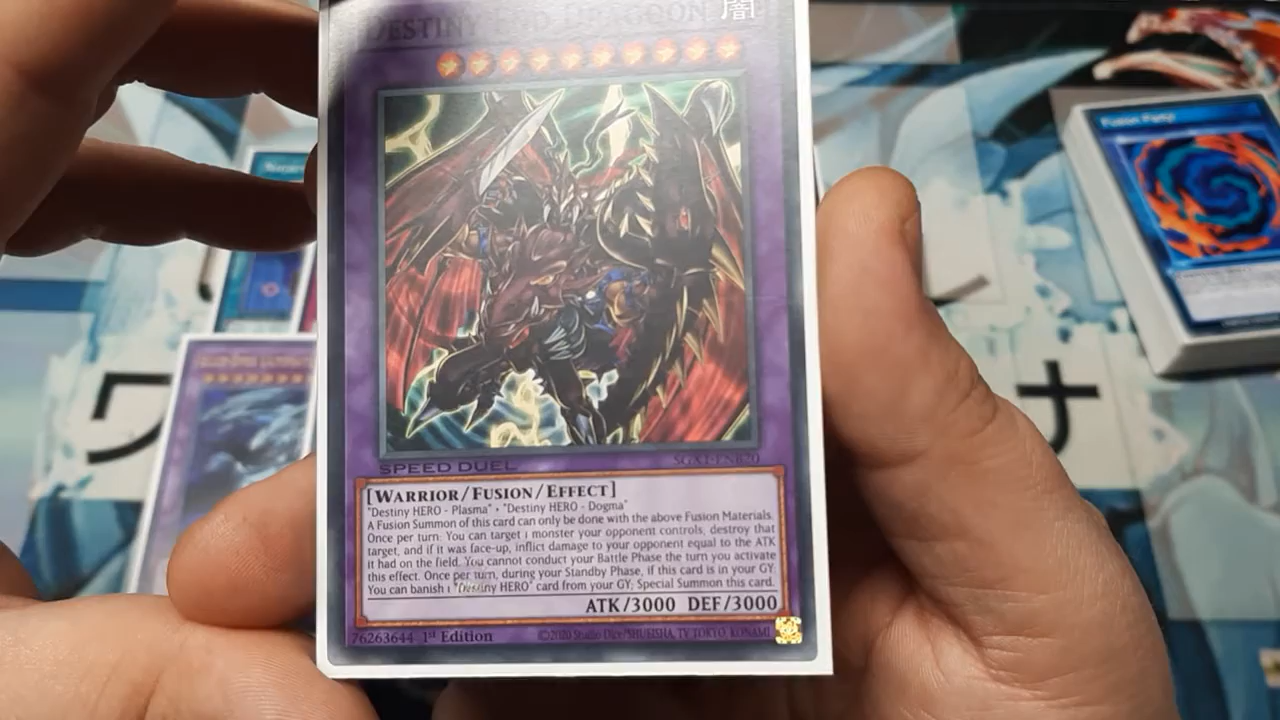 DESTINY END DRAGOON
闇
Fusion Party
SPEED DUEL
[WARRIOR/FUSION/EFFECT]
"Destiny HERO - Plasma" + "Destiny HERO - Dogma"
A Fusion Summon of this card can only be done with the above Fusion Materials.
Once per turn: You can target 1 monster your opponent controls; destroy that
target, and if it was face-up, inflict damage to your opponent equal to the ATK
it had on the field. You cannot conduct your Battle Phase the turn you activate
this effect. Once per turn, during your Standby Phase, if this card is in your GY:
You can banish 1 "Destiny HERO" card from your GY; Special Summon this card.
ATK/3000 DEF/3000
76263644 1st Edition
©2020 Studio Dice/SHUEISHA, TV TOKYO, KONAMI
ワ
ナ